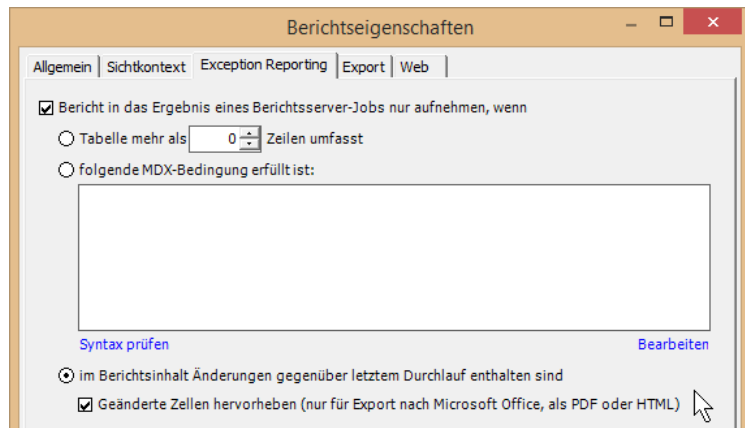 Berichtseigenschaften
Allgemein Sichtkontext Exception Reporting Export Web
Bericht in das Ergebnis eines Berichtsserver-Jobs nur aufnehmen, wenn
Tabelle mehr als 0 Zeilen umfasst
folgende MDX-Bedingung erfüllt ist:
Syntax prüfen Bearbeiten
im Berichtsinhalt Änderungen gegenüber letztem Durchlauf enthalten sind
Geänderte Zellen hervorheben (nur für Export nach Microsoft Office, als PDF oder HTML)